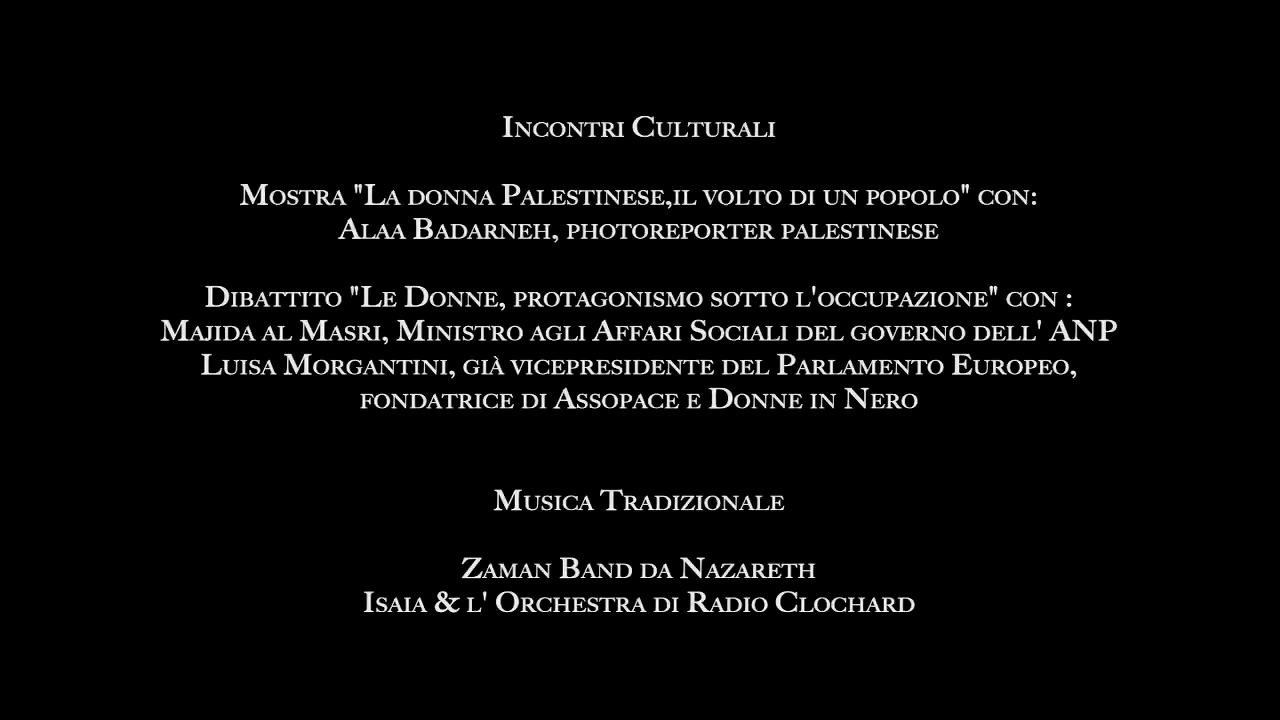 Incontri Culturali
Mostra "La donna Palestinese,il volto di un popolo" con:
Alaa Badarneh, photoreporter palestinese
Dibattito "Le Donne, protagonismo sotto l'occupazione" con :
Majida al Masri, Ministro agli Affari Sociali del governo dell' ANP
Luisa Morgantini, già vicepresidente del Parlamento Europeo,
fondatrice di Assopace e Donne in Nero
Musica Tradizionale
Zaman Band da Nazareth
Isaia & l' Orchestra di Radio Clochard